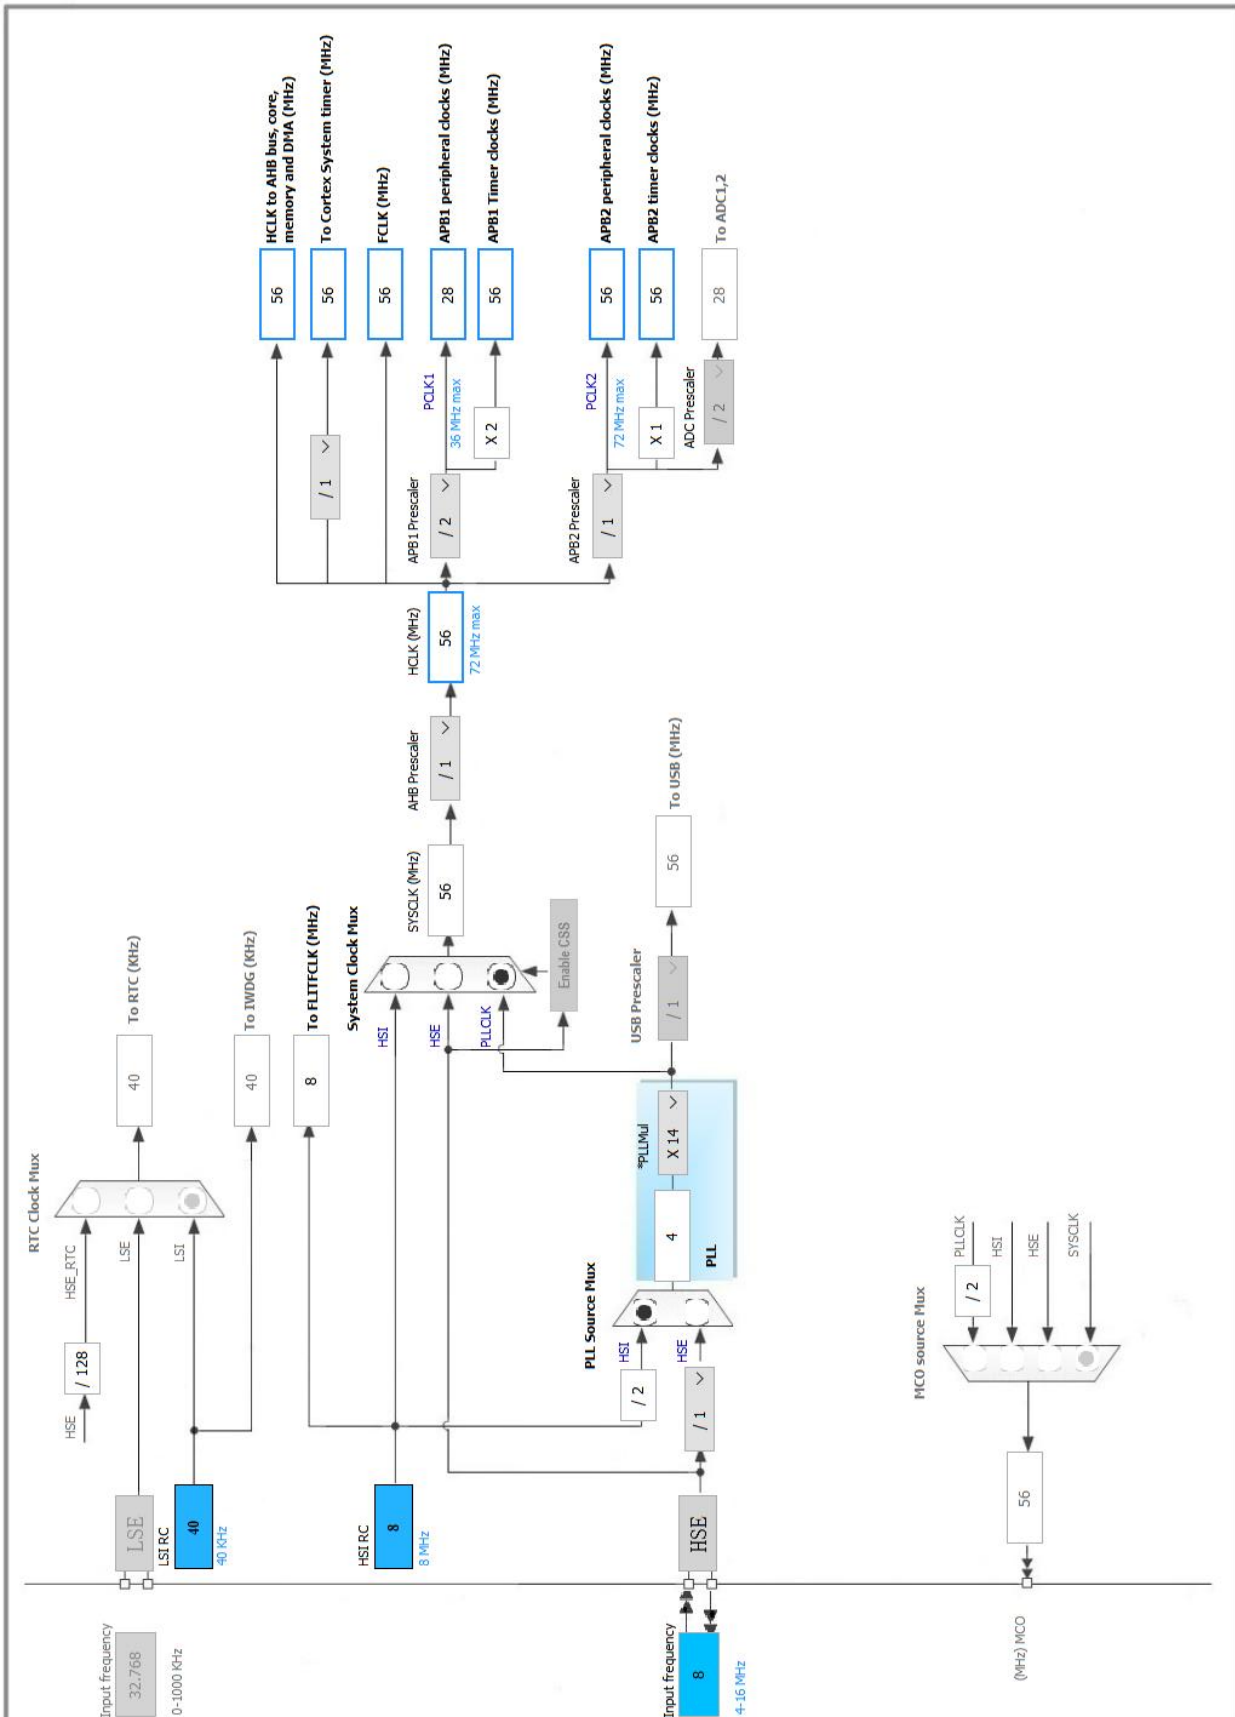 RTC Clock Mux
HSE
/ 128
HSE_RTC
Input frequency
32.768
0-1000 KHz
LSE
LSE
To RTC (KHz)
40
LSI RC
40
40 KHz
LSI
40
To IWDG (KHz)
8
To FLITFCLK (MHz)
HSI RC
8
8 MHz
System Clock Mux
HSI
HSE
PLLCLK
Enable CSS
SYSCLK (MHz)
56
AHB Prescaler
/ 1
HCLK (MHz)
56
72 MHz max
56
HCLK to AHB bus, core,
memory and DMA (MHz)
/ 1
56
To Cortex System timer (MHz)
56
FCLK (MHz)
APB1 Prescaler
/ 2
PCLK1
36 MHz max
28
APB1 peripheral clocks (MHz)
X 2
56
APB1 Timer clocks (MHz)
APB2 Prescaler
/ 1
PCLK2
72 MHz max
56
APB2 peripheral clocks (MHz)
X 1
56
APB2 timer clocks (MHz)
ADC Prescaler
/ 2
28
To ADC1,2
PLL Source Mux
/ 2
HSI
Input frequency
8
4-16 MHz
HSE
/ 1
HSE
4
*PLLMul
X 14
PLL
USB Prescaler
/ 1
56
To USB (MHz)
MCO source Mux
(MHz) MCO
56
/ 2
PLLCLK
HSI
HSE
SYSCLK